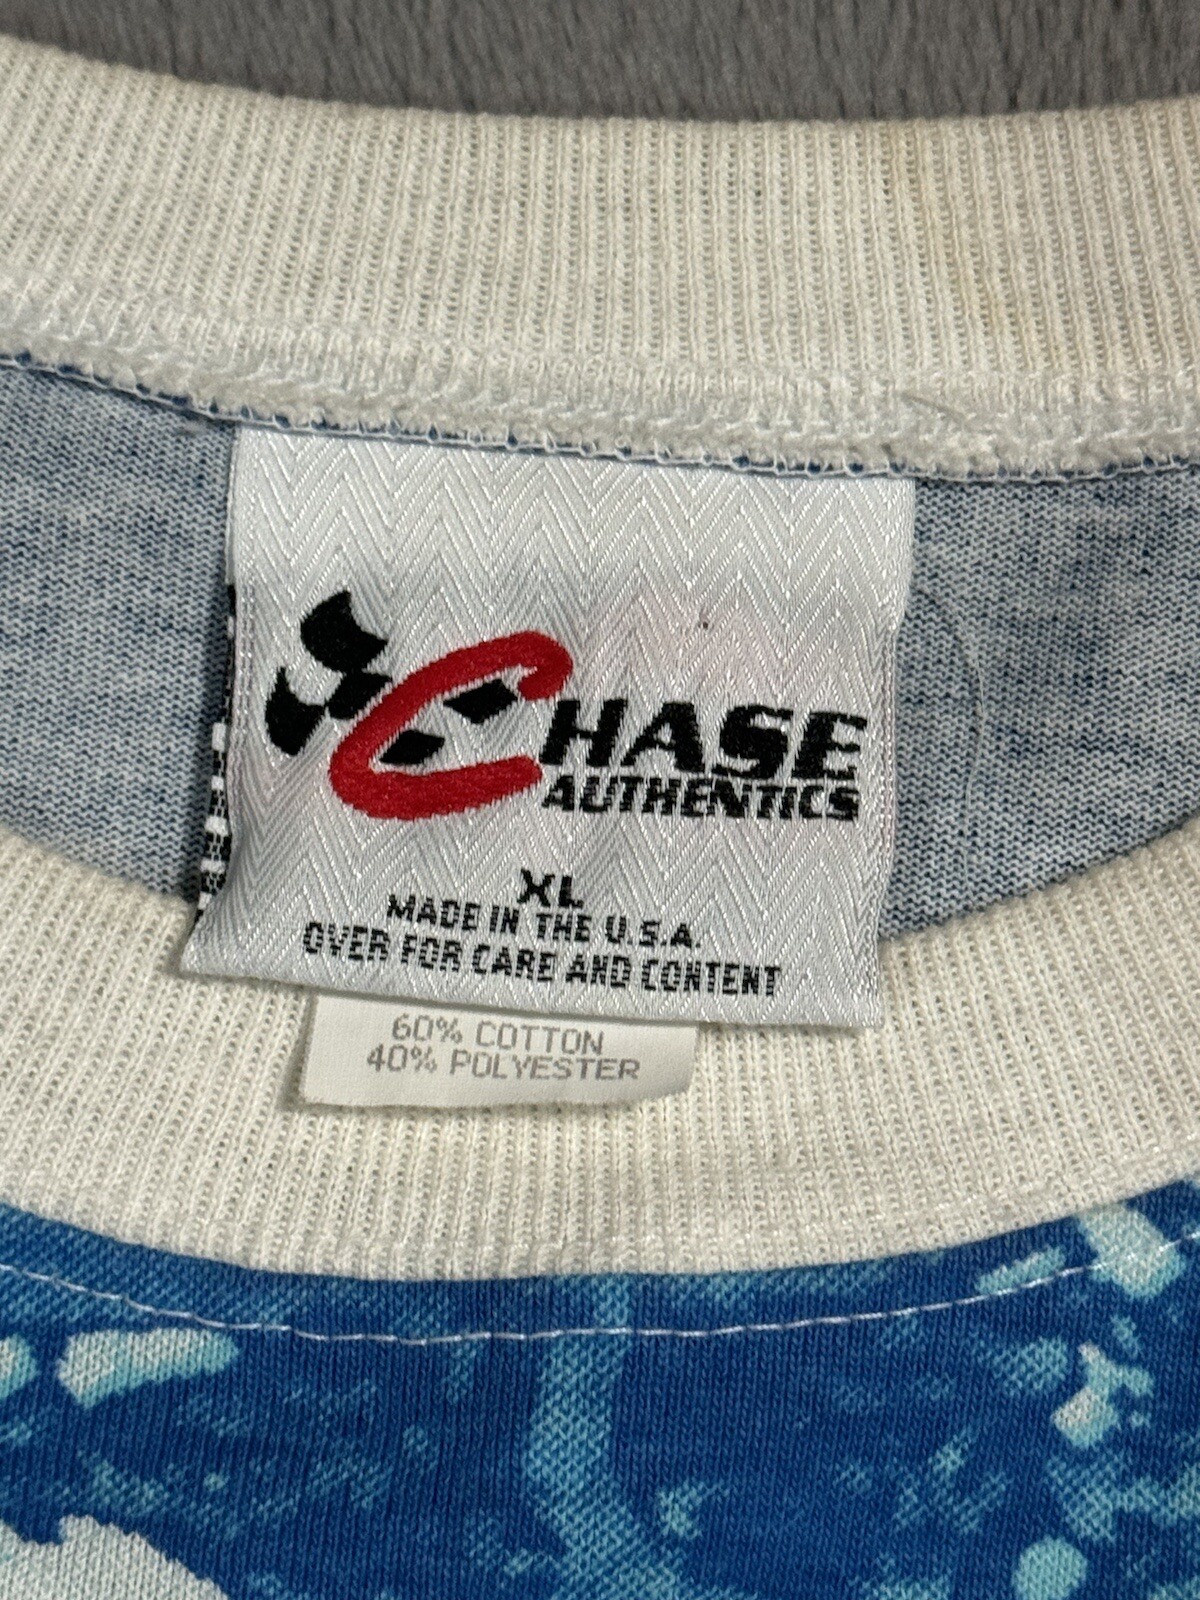 CHASE
AUTHENTICS
XL
MADE IN THE U.S.A.
OVER FOR CARE AND CONTENT
60% COTTON
40% POLYESTER